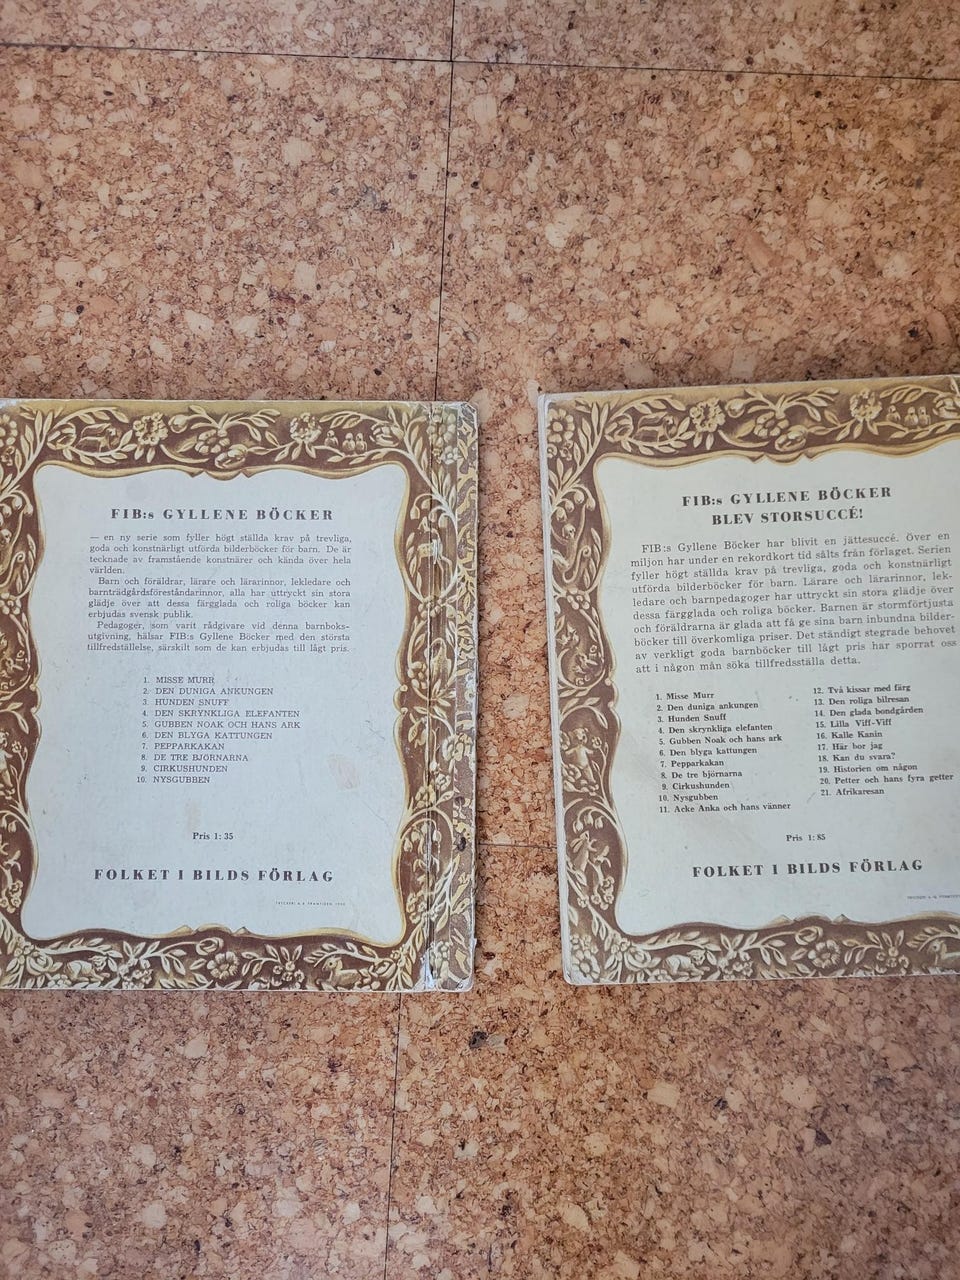 FIB:s GYLLENE BÖCKER
— en ny serie som fyller högt ställda krav på trevliga,
goda och konstnärligt utförda bilderböcker för barn. De är
tecknade av framstående konstnärer och kända över hela
världen.
Barn och föräldrar, lärare och lärarinnor, lekledare och
barnträdgårdsföreståndarinnor, alla har uttryckt sin stora
glädje över att dessa färgglada och roliga böcker kan
erbjudas svensk publik.
Pedagoger, som varit rådgivare vid denna barnboks-
utgivning, hälsar FIB:s Gyllene Böcker med den största
tillfredställelse, särskilt som de kan erbjudas till lågt pris.
1. MISSE MURR
2. DEN DUNIGA ANKUNGEN
3. HUNDEN SNUFF
4. DEN SKRYNKLIGA ELEFANTEN
5. GUBBEN NOAK OCH HANS ARK
6. DEN BLYGA KATTUNGEN
7. PEPPARKAKAN
8. DE TRE BJÖRNARNA
9. CIRKUSHUNDEN
10. NYSGUBBEN
Pris 1: 35
FOLKET I BILDS FÖRLAG
FIB:s GYLLENE BÖCKER
BLEV STORSUCCÉ!
FIB:s Gyllene Böcker har blivit en jättesuccé. Över en
miljon har under en rekordkort tid sålts från förlaget. Serien
fyller högt ställda krav på trevliga, goda och konstnärligt
utförda bilderböcker för barn. Lärare och lärarinnor, lek-
ledare och barnpedagoger har uttryckt sin stora glädje över
dessa färgglada och roliga böcker. Barnen är stormförtjusta
och föräldrarna är glada att få ge sina barn inbundna bilder-
böcker till överkomliga priser. Det ständigt stegrade behovet
av verkligt goda barnböcker till lågt pris har sporrat oss
att i någon mån söka tillfredsställa detta.
1. Misse Murr
2. Den duniga ankungen
3. Hunden Snuff
4. Den skrynkliga elefanten
5. Gubben Noak och hans ark
6. Den blyga kattungen
7. Pepparkakan
8. De tre björnarna
9. Cirkushunden
10. Nysgubben
11. Acke Anka och hans vänner
12. Två kissar med färg
13. Den roliga bilresan
14. Den glada bondgården
15. Lilla Viff-Viff
16. Kalle Kanin
17. Här bor jag
18. Kan du svara?
19. Historien om någon
20. Petter och hans fyra getter
21. Afrikaresan
Pris 1: 85
FOLKET I BILDS FÖRLAG